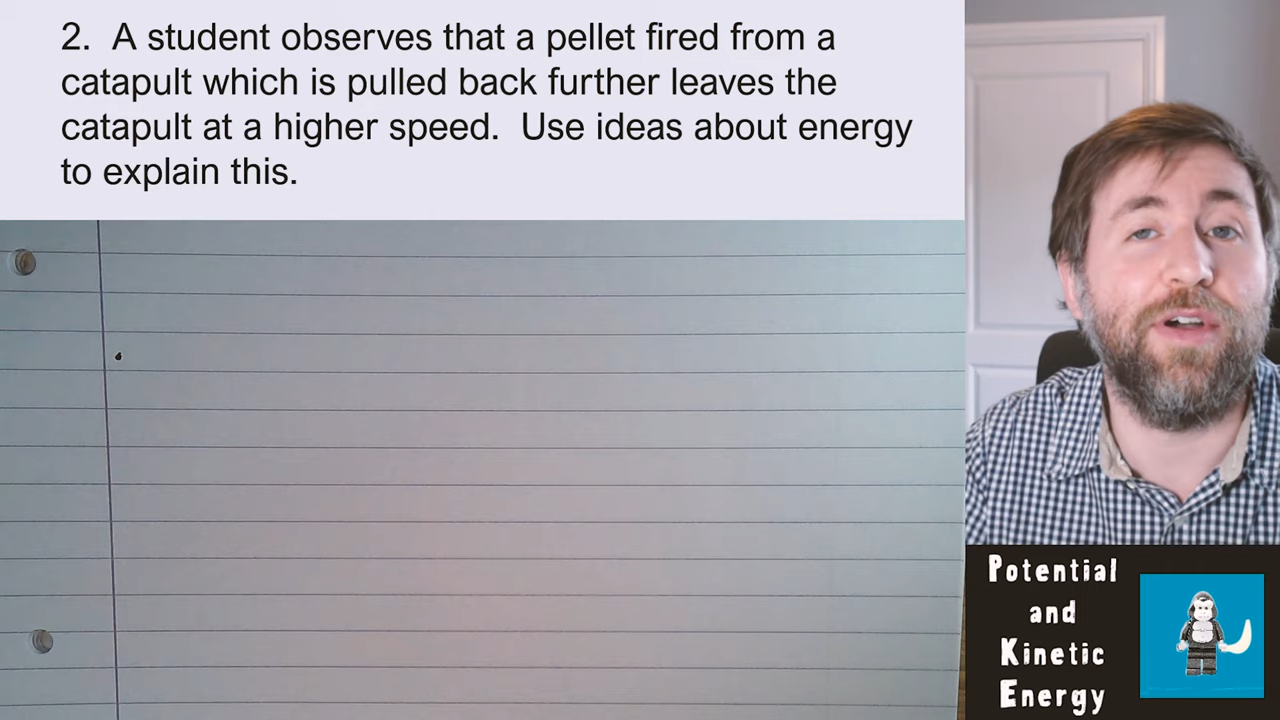 2.  A student observes that a pellet fired from a
catapult which is pulled back further leaves the
catapult at a higher speed.  Use ideas about energy
to explain this.
Potential
and
Kinetic
Energy